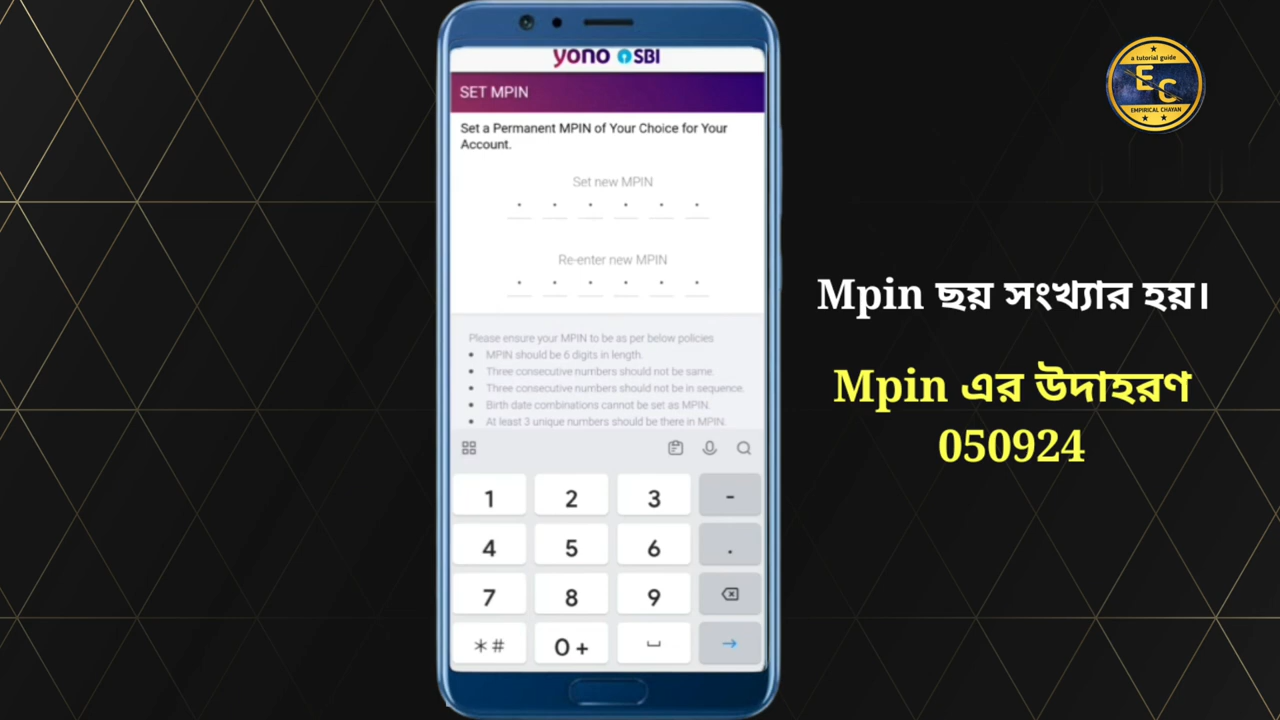 yono SBI
SET MPIN
Set a Permanent MPIN of Your Choice for Your
Account.
Set new MPIN
Re-enter new MPIN
Please ensure your MPIN to be as per below policies
• MPIN should be 6 digits in length.
• Three consecutive numbers should not be same.
• Three consecutive numbers should not be in sequence.
• Birth date combinations cannot be set as MPIN.
• At least 3 unique numbers should be there in MPIN.
1 2 3 -
4 5 6 .
7 8 9
*# 0+
a tutorial guide
E C
EMPIRICAL CHAYAN
Mpin ছয় সংখ্যার হয়।
Mpin এর উদাহরণ
050924